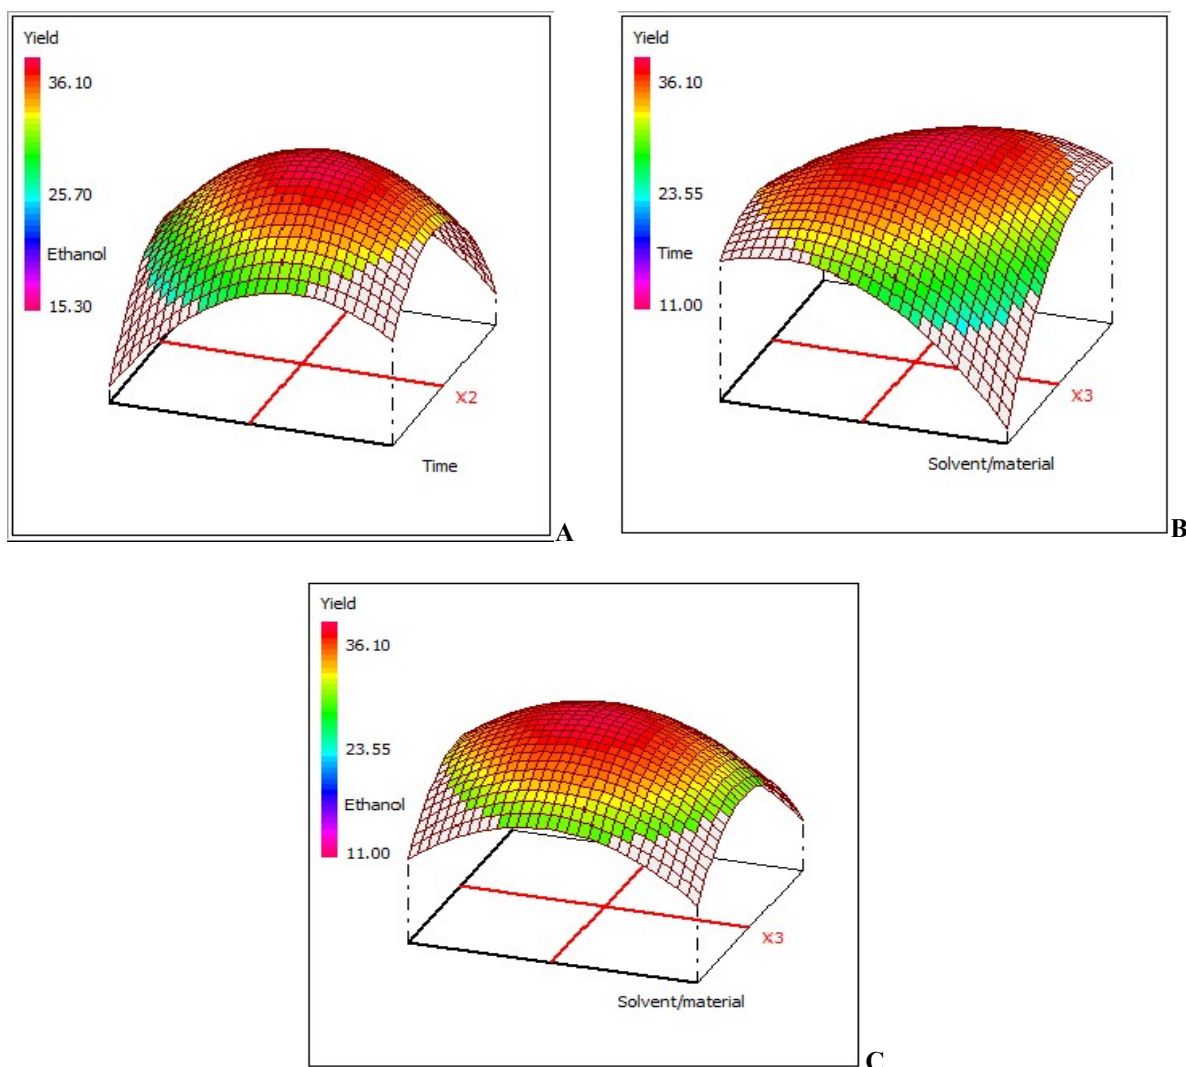 Yield
36.10
25.70
Ethanol
15.30
X2
Time
A
Yield
36.10
23.55
Time
11.00
X3
Solvent/material
B
Yield
36.10
23.55
Ethanol
11.00
X3
Solvent/material
C